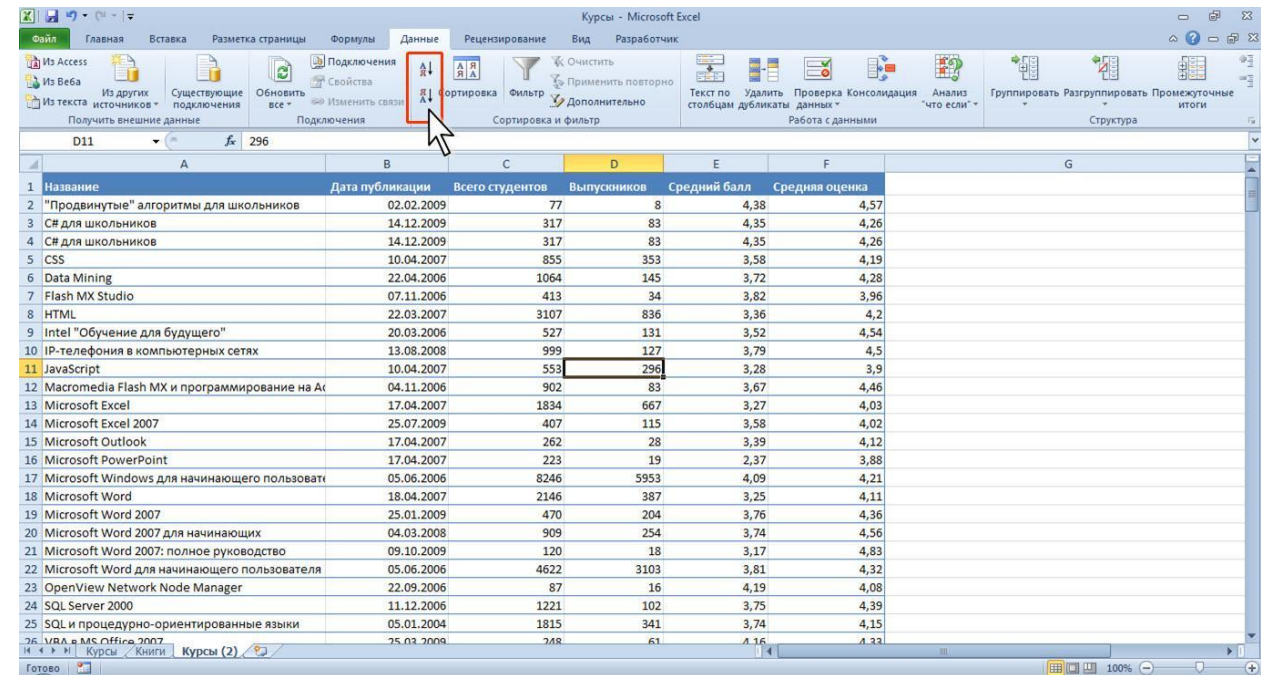 Курсы - Microsoft Excel
Файл Главная Вставка Разметка страницы Формулы Данные Рецензирование Вид Разработчик
Из Access
Из Веба
Из текста
Из других источников
Существующие подключения
Получить внешние данные
Обновить все
Подключения
Свойства
Изменить связи
Подключения
ортировка
Фильтр
Очистить
Применить повторно
Дополнительно
Сортировка и фильтр
Текст по столбцам
Удалить дубликаты
Проверка данных
Консолидация
Анализ "что если"
Работа с данными
Группировать
Разгруппировать
Промежуточные итоги
Структура
D11 fx 296
A B C D E F G
1 Название Дата публикации Всего студентов Выпускников Средний балл Средняя оценка
2 "Продвинутые" алгоритмы для школьников 02.02.2009 77 8 4,38 4,57
3 C# для школьников 14.12.2009 317 83 4,35 4,26
4 C# для школьников 14.12.2009 317 83 4,35 4,26
5 CSS 10.04.2007 855 353 3,58 4,19
6 Data Mining 22.04.2006 1064 145 3,72 4,28
7 Flash MX Studio 07.11.2006 413 34 3,82 3,96
8 HTML 22.03.2007 3107 836 3,36 4,2
9 Intel "Обучение для будущего" 20.03.2006 527 131 3,52 4,54
10 IP-телефония в компьютерных сетях 13.08.2008 999 127 3,79 4,5
11 JavaScript 10.04.2007 553 296 3,28 3,9
12 Macromedia Flash MX и программирование на Ac 04.11.2006 902 83 3,67 4,46
13 Microsoft Excel 17.04.2007 1834 667 3,27 4,03
14 Microsoft Excel 2007 25.07.2009 407 115 3,58 4,02
15 Microsoft Outlook 17.04.2007 262 28 3,39 4,12
16 Microsoft PowerPoint 17.04.2007 223 19 2,37 3,88
17 Microsoft Windows для начинающего пользовате 05.06.2006 8246 5953 4,09 4,21
18 Microsoft Word 18.04.2007 2146 387 3,25 4,11
19 Microsoft Word 2007 25.01.2009 470 204 3,76 4,36
20 Microsoft Word 2007 для начинающих 04.03.2008 909 254 3,74 4,56
21 Microsoft Word 2007: полное руководство 09.10.2009 120 18 3,17 4,83
22 Microsoft Word для начинающего пользователя 05.06.2006 4622 3103 3,81 4,32
23 OpenView Network Node Manager 22.09.2006 87 16 4,19 4,08
24 SQL Server 2000 11.12.2006 1221 102 3,75 4,39
25 SQL и процедурно-ориентированные языки 05.01.2004 1815 341 3,74 4,15
26 VBA в MS Office 2007 25.03.2009 248 61 4,16 4,33
Курсы Книги Курсы (2)
Готово 100%